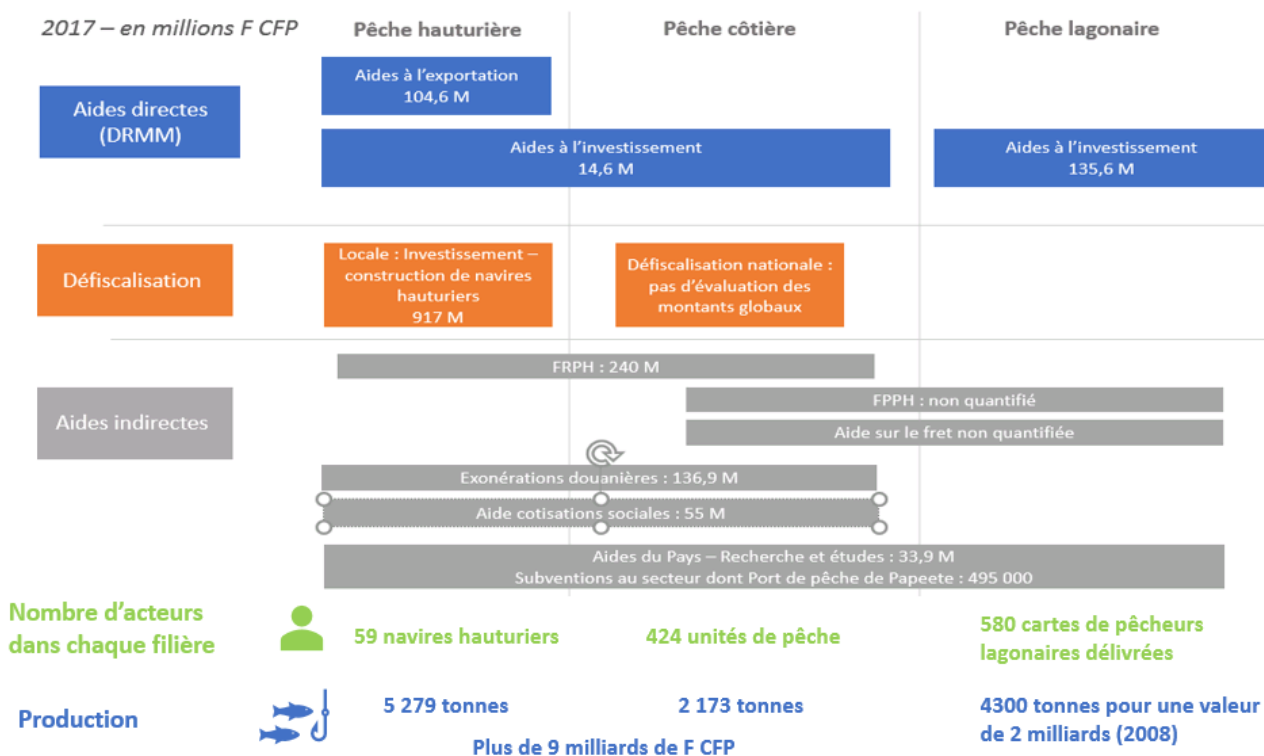 2017 – en millions F CFP
Pêche hauturière
Pêche côtière
Pêche lagonaire
Aides directes
(DRMM)
Aides à l'exportation
104,6 M
Aides à l'investissement
14,6 M
Aides à l'investissement
135,6 M
Défiscalisation
Locale : Investissement –
construction de navires
hauturiers
917 M
Défiscalisation nationale :
pas d'évaluation des
montants globaux
Aides indirectes
FRPH : 240 M
FPPH : non quantifié
Aide sur le fret non quantifiée
Exonérations douanières : 136,9 M
Aide cotisations sociales : 55 M
Aides du Pays – Recherche et études : 33,9 M
Subventions au secteur dont Port de pêche de Papeete : 495 000
Nombre d'acteurs
dans chaque filière
59 navires hauturiers
424 unités de pêche
580 cartes de pêcheurs
lagonaires délivrées
Production
5 279 tonnes
2 173 tonnes
4300 tonnes pour une valeur
de 2 milliards (2008)
Plus de 9 milliards de F CFP